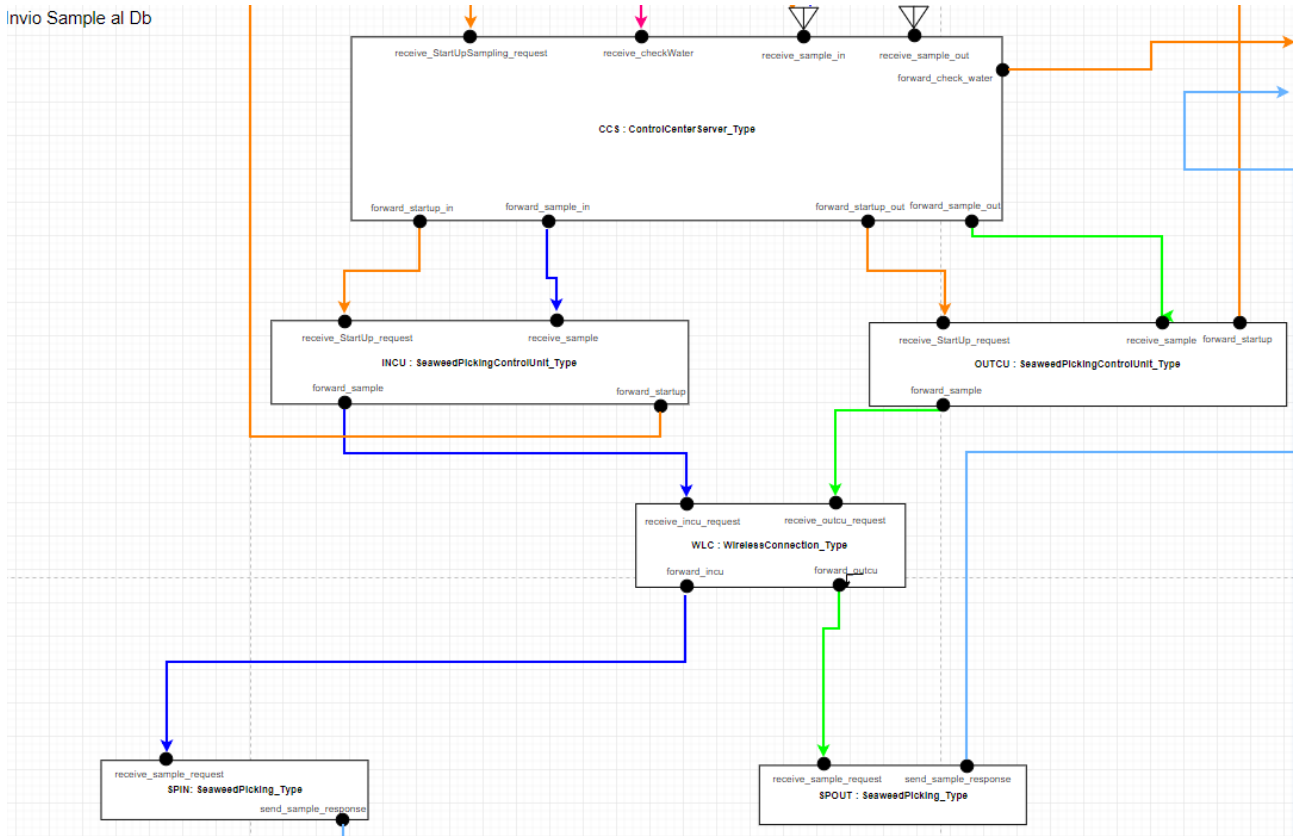 Invio Sample al Db
receive_StartUpSampling_request
receive_checkWater
receive_sample_in
receive_sample_out
forward_check_water
CCS : ControlCenterServer_Type
forward_startup_in
forward_sample_in
forward_startup_out
forward_sample_out
receive_StartUp_request
receive_sample
INCU : SeaweedPickingControlUnit_Type
forward_sample
forward_startup
receive_StartUp_request
receive_sample
forward_startup
OUTCU : SeaweedPickingControlUnit_Type
forward_sample
receive_incu_request
receive_outcu_request
WLC : WirelessConnection_Type
forward_incu
forward_outcu
receive_sample_request
SPIN: SeaweedPicking_Type
send_sample_response
receive_sample_request
send_sample_response
SPOUT : SeaweedPicking_Type